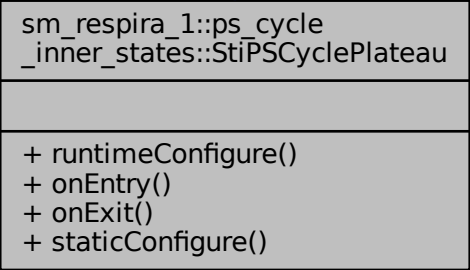 sm_respira_1::ps_cycle
_inner_states::StiPSCyclePlateau
+ runtimeConfigure()
+ onEntry()
+ onExit()
+ staticConfigure()